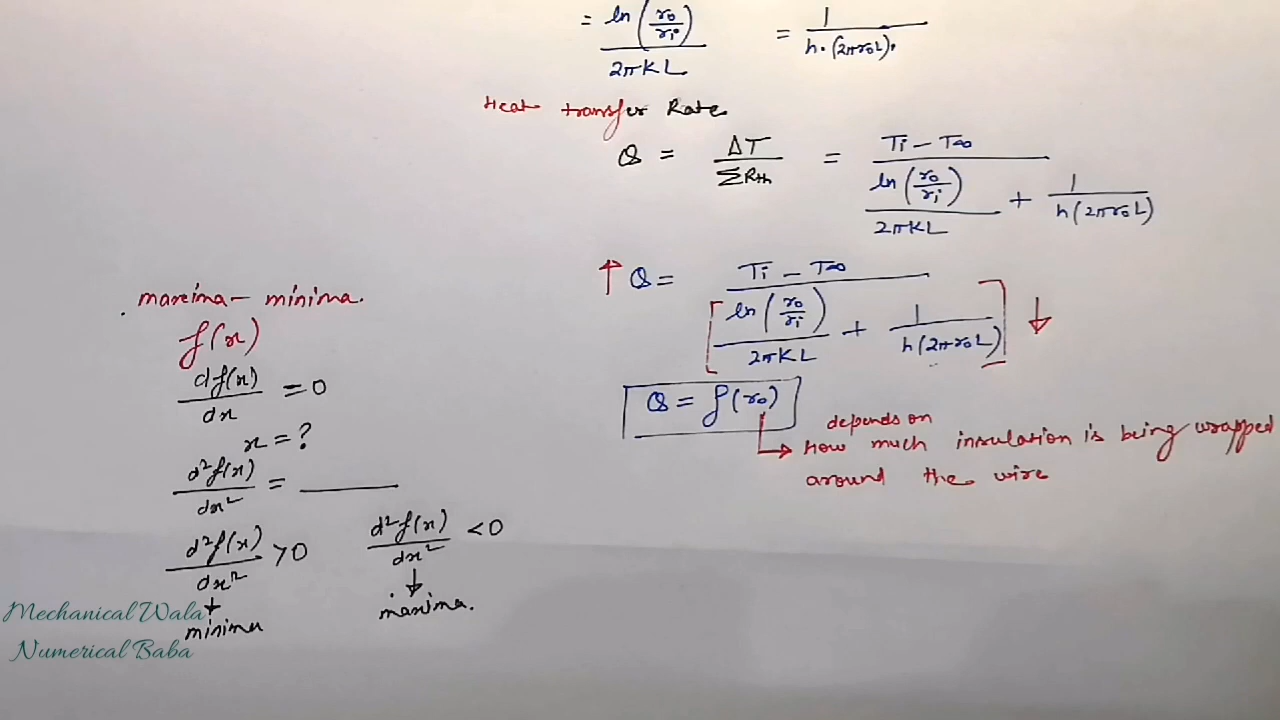 = ln(r₀/rᵢ) / 2πKL = 1 / h·(2πr₀L).
Heat transfer Rate
Q = ΔT / ΣRth = Ti – T∞ / ln(r₀/rᵢ) / 2πKL + 1 / h(2πr₀L)
↑ Q = Ti – T∞ / [ln(r₀/rᵢ) / 2πKL + 1 / h(2πr₀L)] ↓
Q = f(r₀)
depends on
how much insulation is being wrapped
around the wire
maxima – minima.
f(x)
df(x) / dx = 0
x = ?
d²f(x) / dx² = ____
d²f(x) / dx² > 0 d²f(x) / dx² < 0
↓ ↓
minima maxima.
Mechanical Wala
Numerical Baba